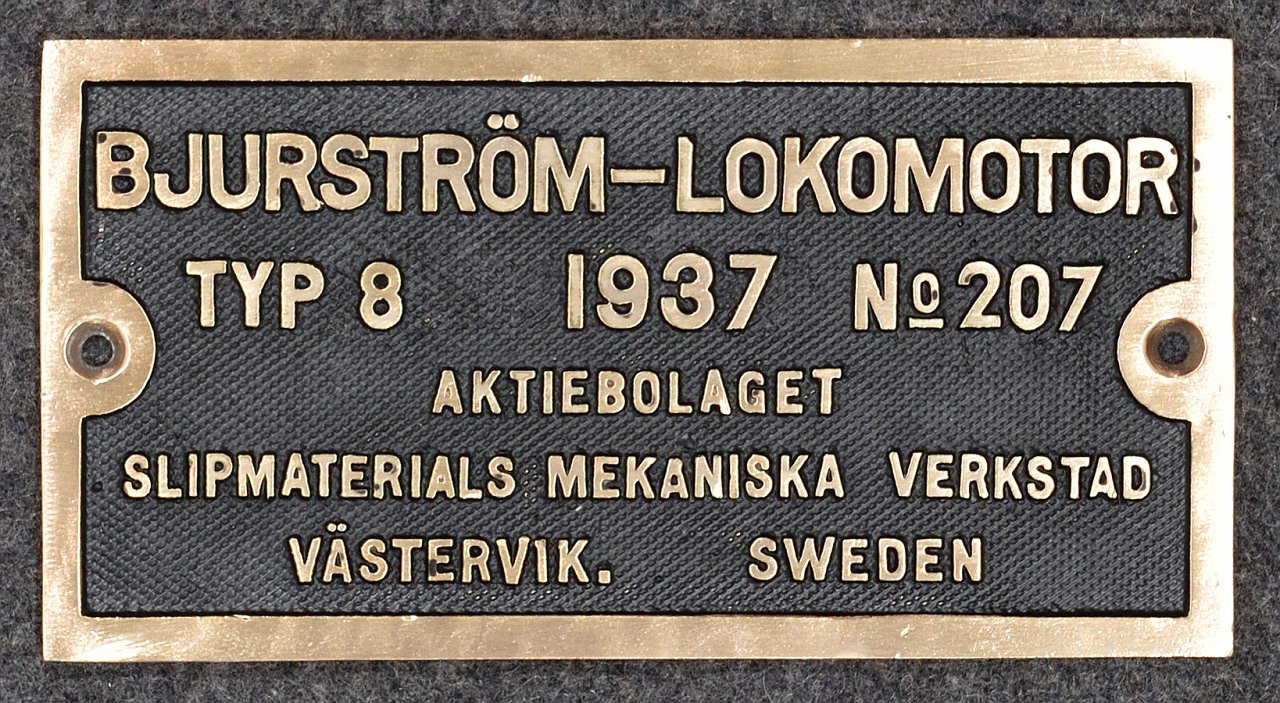 BJURSTRÖM–LOKOMOTOR
TYP 8 1937 No 207
AKTIEBOLAGET
SLIPMATERIALS MEKANISKA VERKSTAD
VÄSTERVIK. SWEDEN